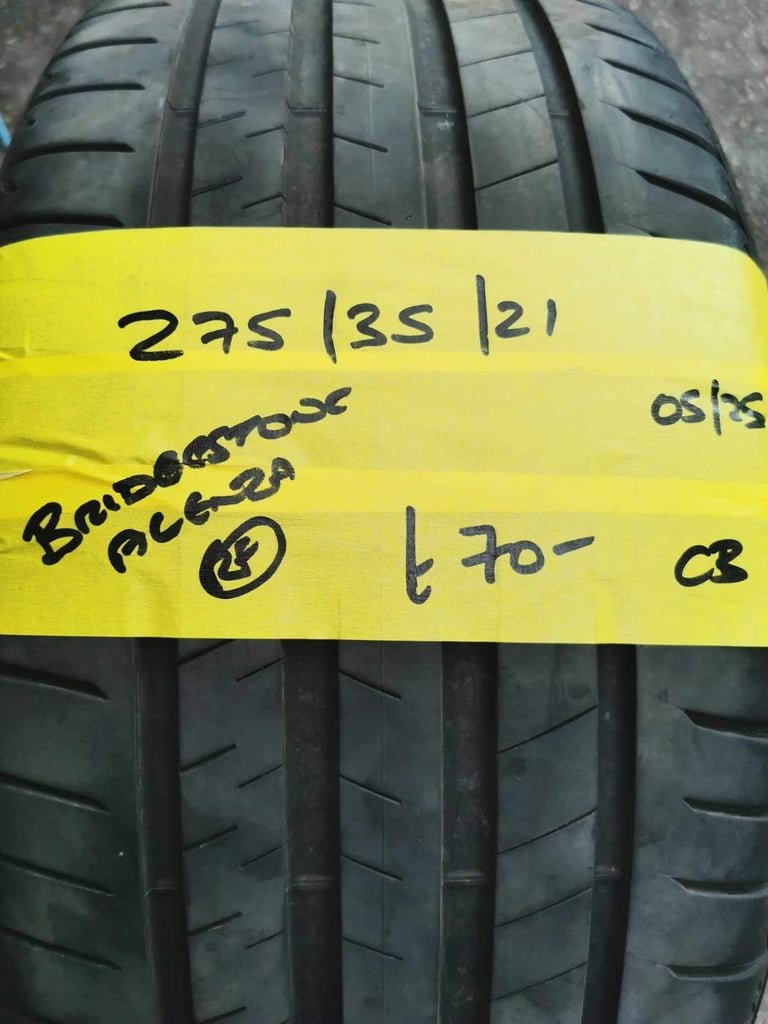 275/35/21
05/25
BRIDGESTONE
ALENZA
RF
£70-
CB